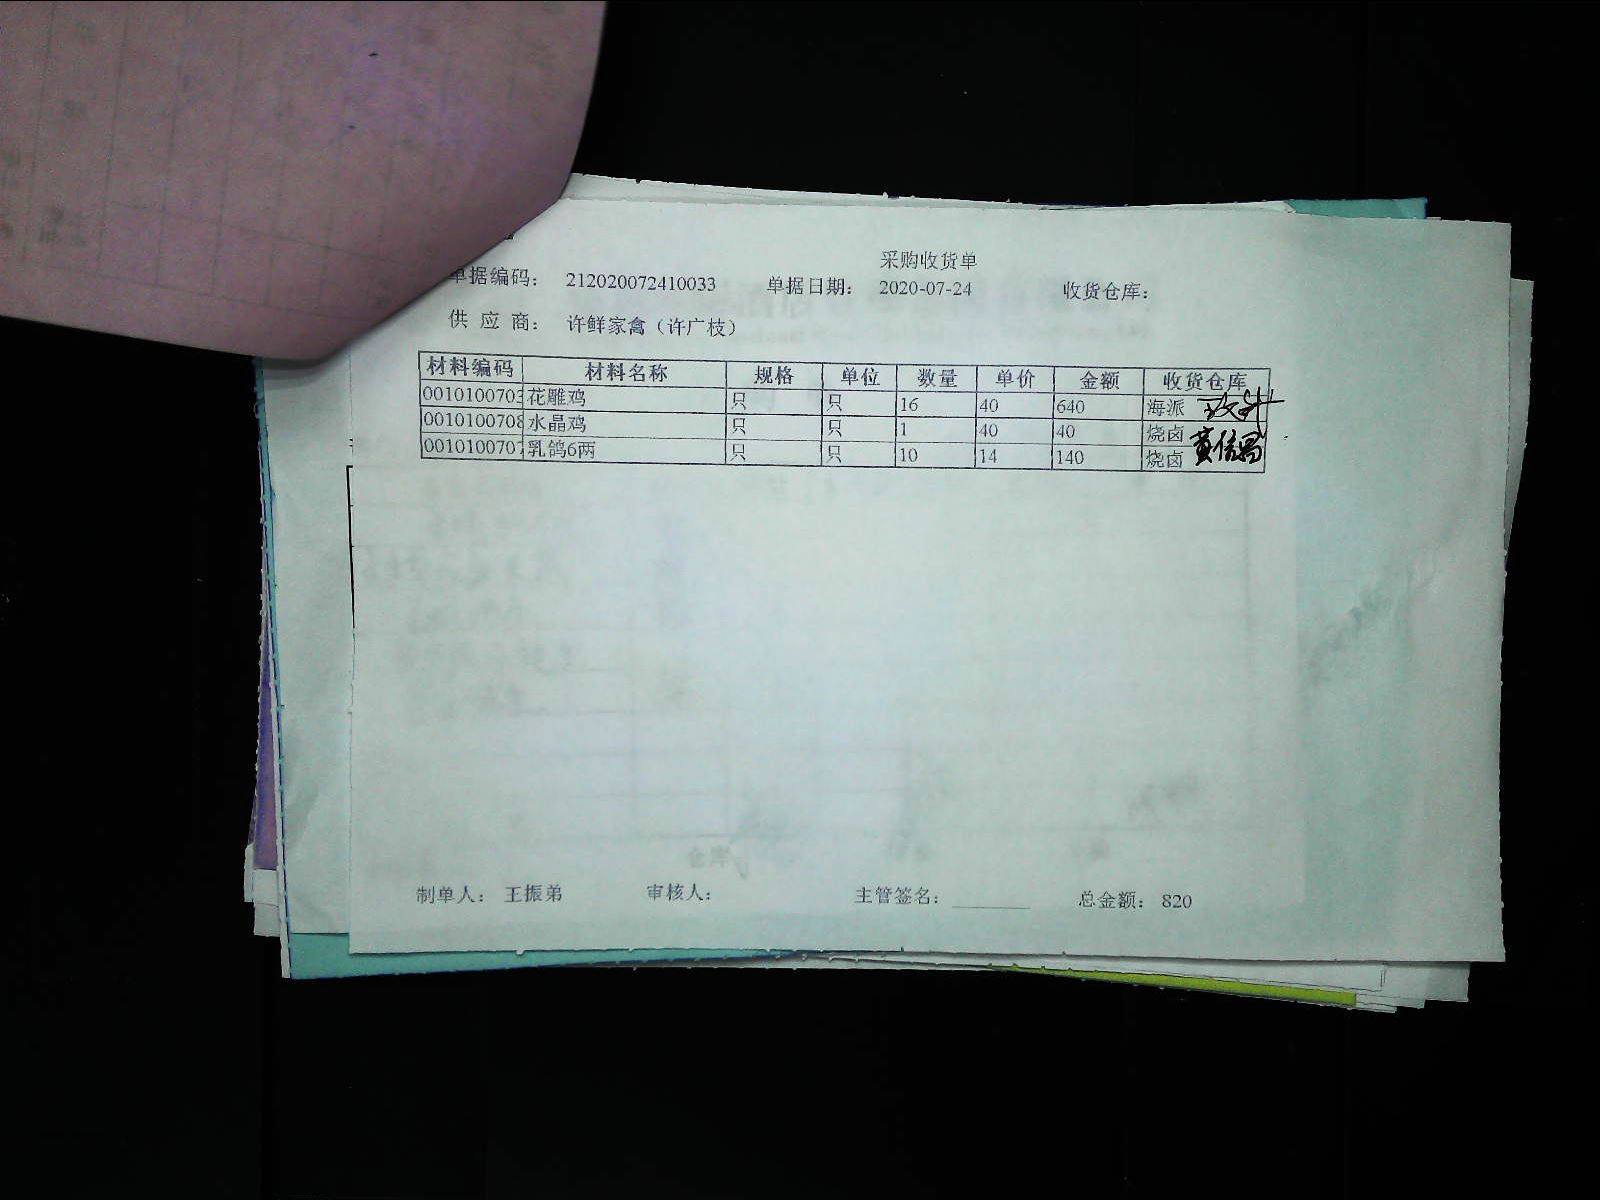 采购收货单
单据编码： 212020072410033 单据日期： 2020-07-24 收货仓库：
供 应 商： 许鲜家禽（许广枝）
材料编码 材料名称 规格 单位 数量 单价 金额 收货仓库
0010100703 花雕鸡 只 只 16 40 640 海派
0010100708 水晶鸡 只 只 1 40 40 烧卤
0010100707 乳鸽6两 只 只 10 14 140 烧卤
制单人： 王振弟 审核人： 主管签名： 总金额： 820